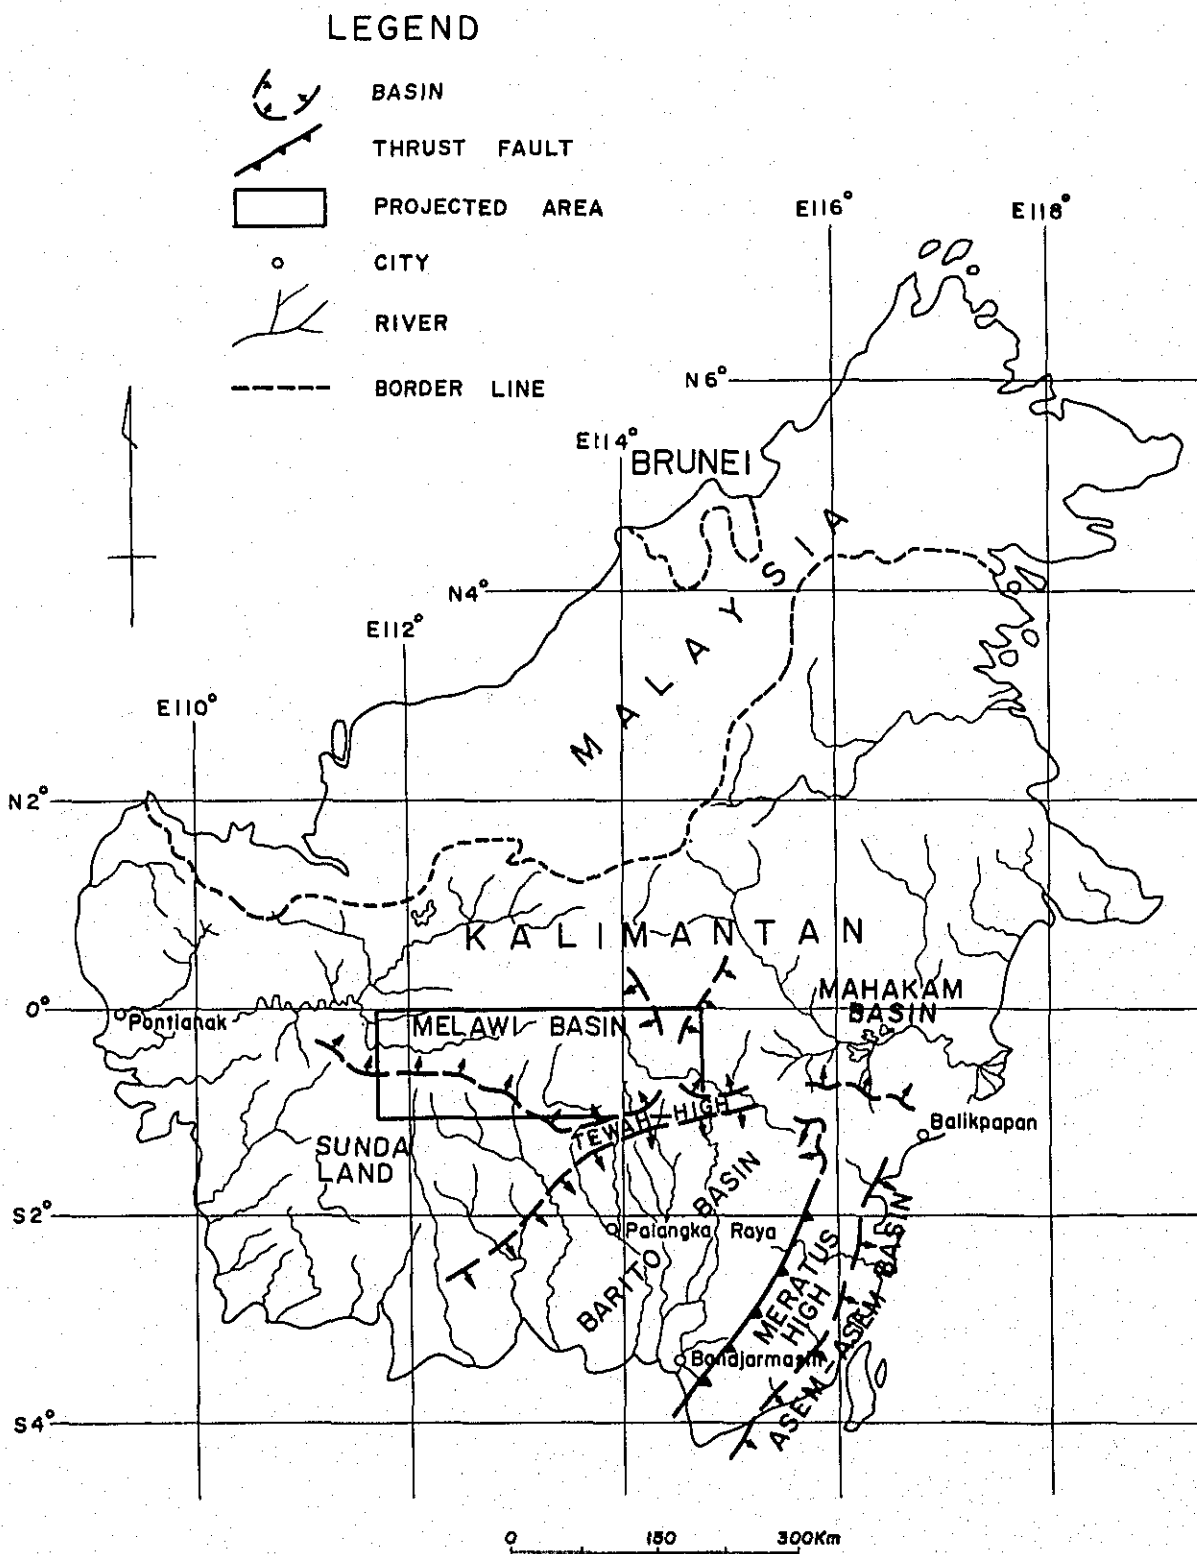 LEGEND
BASIN
THRUST FAULT
PROJECTED AREA
CITY
RIVER
BORDER LINE
E116°
E118°
N6°
E114°
BRUNEI
MALAYSIA
N4°
E112°
E110°
N2°
KALIMANTAN
MAHAKAM
BASIN
0°
Pontianak
MELAWI BASIN
TEWAH HIGH
Balikpapan
SUNDA
LAND
S2°
Palangka Raya
BARITO BASIN
MERATUS
HIGH
ASEM-ASEM BASIN
Bandjarmasin
S4°
0 150 300Km